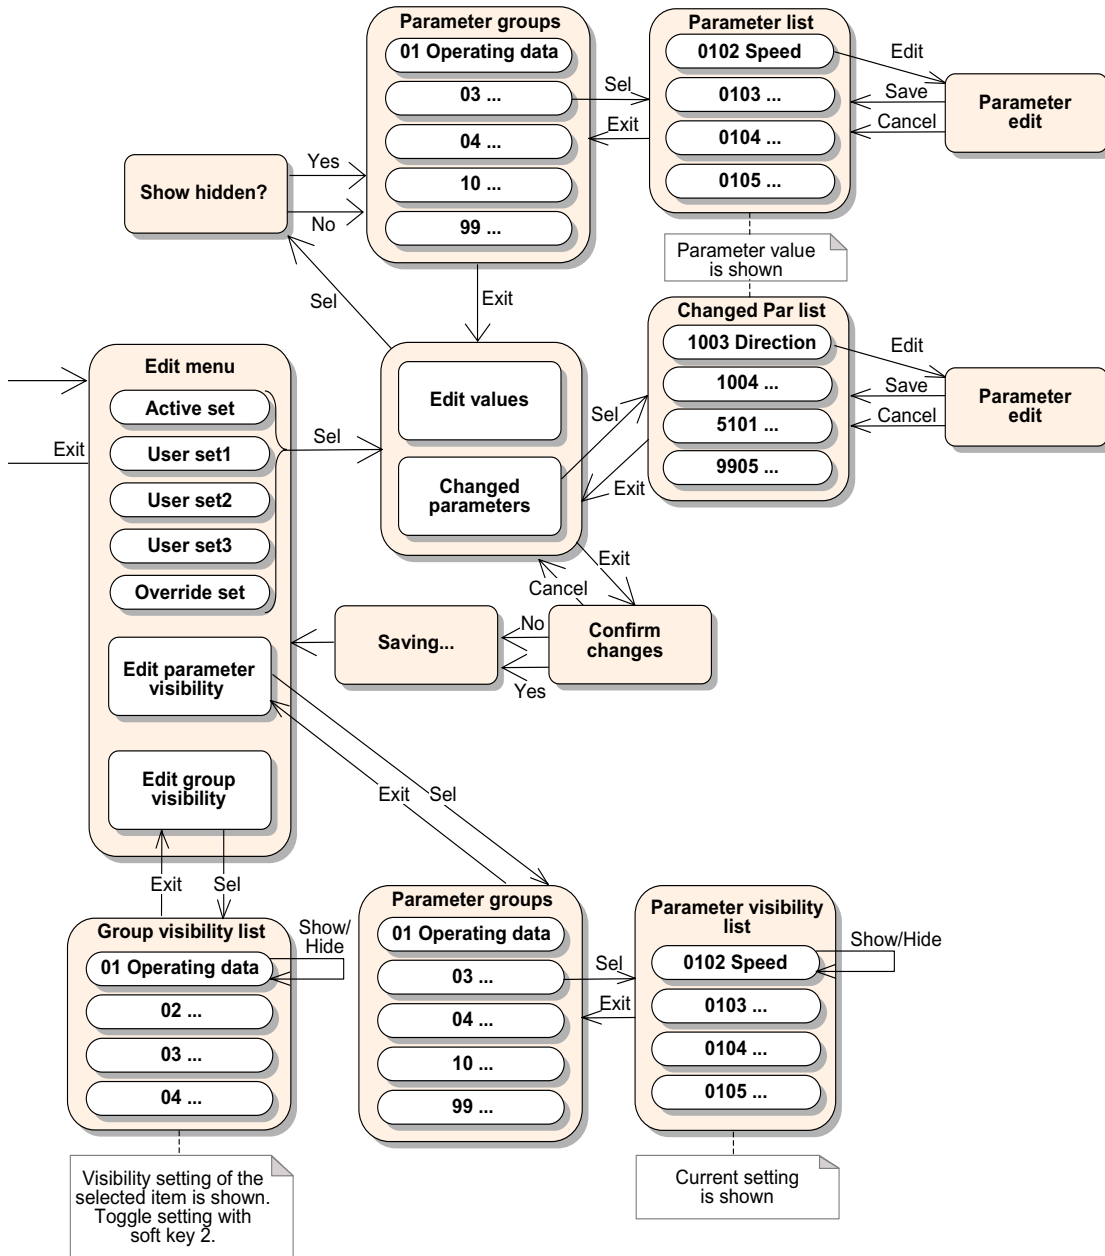 Parameter groups
01 Operating data
03 ...
04 ...
10 ...
99 ...
Sel
Exit
Parameter list
0102 Speed
0103 ...
0104 ...
0105 ...
Edit
Save
Cancel
Parameter
edit
Show hidden?
Yes
No
Sel
Exit
Parameter value
is shown
Edit menu
Active set
User set1
User set2
User set3
Override set
Edit parameter
visibility
Edit group
visibility
Exit
Sel
Edit values
Changed
parameters
Sel
Exit
Changed Par list
1003 Direction
1004 ...
5101 ...
9905 ...
Edit
Save
Cancel
Parameter
edit
Exit
Cancel
Confirm
changes
No
Yes
Saving...
Exit
Sel
Exit
Sel
Group visibility list
01 Operating data
02 ...
03 ...
04 ...
Show/
Hide
Visibility setting of the
selected item is shown.
Toggle setting with
soft key 2.
Parameter groups
01 Operating data
03 ...
04 ...
10 ...
99 ...
Sel
Exit
Parameter visibility
list
0102 Speed
0103 ...
0104 ...
0105 ...
Show/Hide
Current setting
is shown